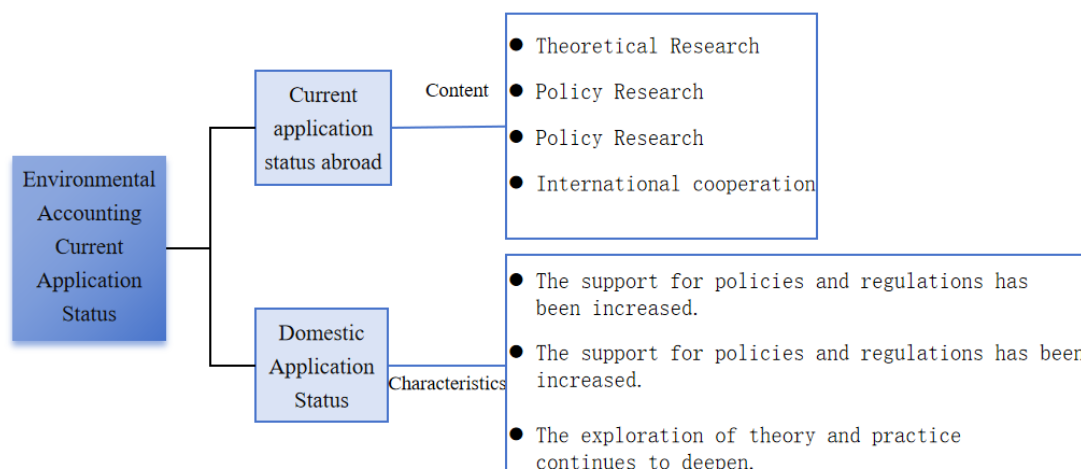 Environmental
Accounting
Current
Application
Status
Current
application
status abroad
Content
● Theoretical Research
● Policy Research
● Policy Research
● International cooperation
Domestic
Application
Status
Characteristics
● The support for policies and regulations has
been increased.
● The support for policies and regulations has been
increased.
● The exploration of theory and practice
continues to deepen.